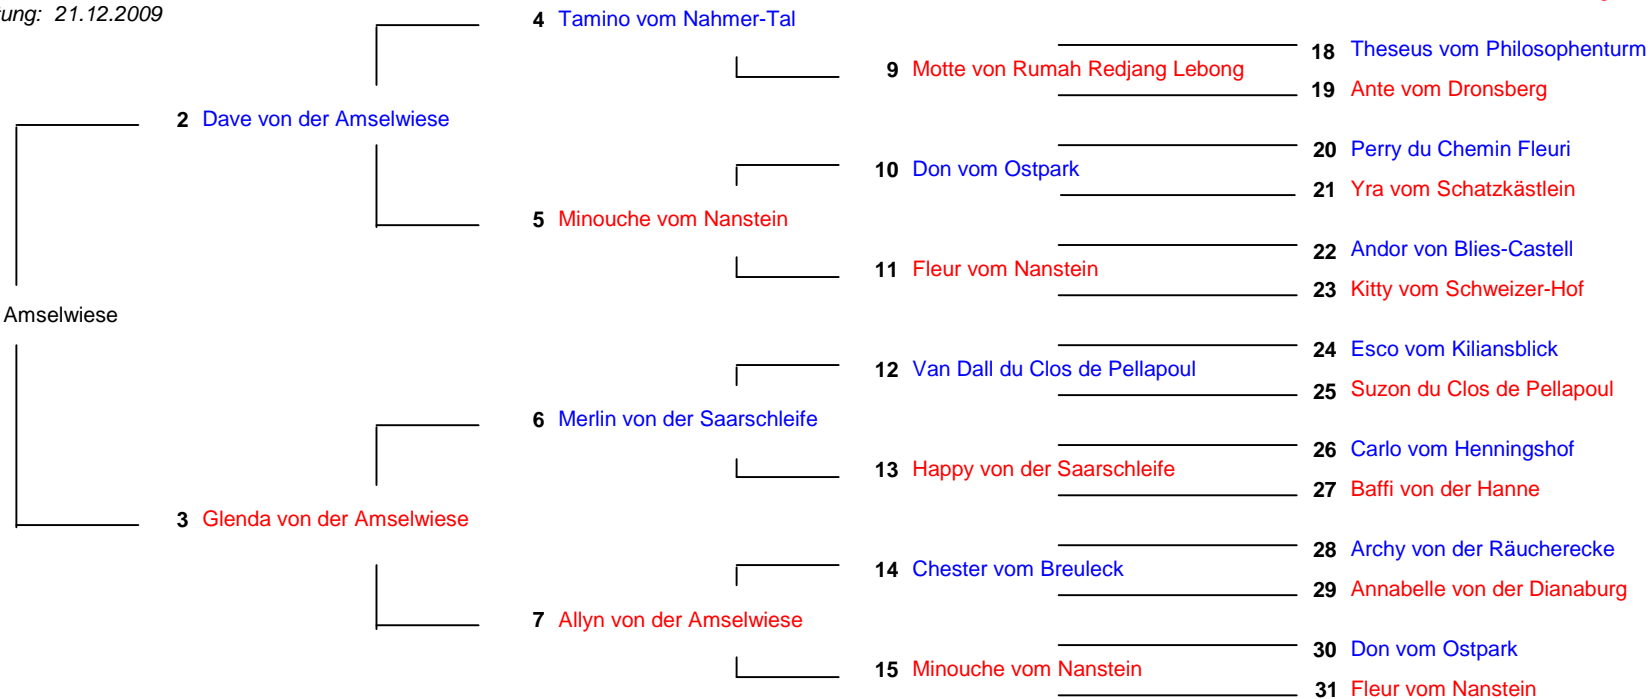 tung: 21.12.2009
4 Tamino vom Nahmer-Tal
18 Theseus vom Philosophenturm
9 Motte von Rumah Redjang Lebong
19 Ante vom Dronsberg
2 Dave von der Amselwiese
20 Perry du Chemin Fleuri
10 Don vom Ostpark
21 Yra vom Schatzkästlein
5 Minouche vom Nanstein
22 Andor von Blies-Castell
11 Fleur vom Nanstein
23 Kitty vom Schweizer-Hof
Amselwiese
24 Esco vom Kiliansblick
12 Van Dall du Clos de Pellapoul
25 Suzon du Clos de Pellapoul
6 Merlin von der Saarschleife
26 Carlo vom Henningshof
13 Happy von der Saarschleife
27 Baffi von der Hanne
3 Glenda von der Amselwiese
28 Archy von der Räucherecke
14 Chester vom Breuleck
29 Annabelle von der Dianaburg
7 Allyn von der Amselwiese
30 Don vom Ostpark
15 Minouche vom Nanstein
31 Fleur vom Nanstein